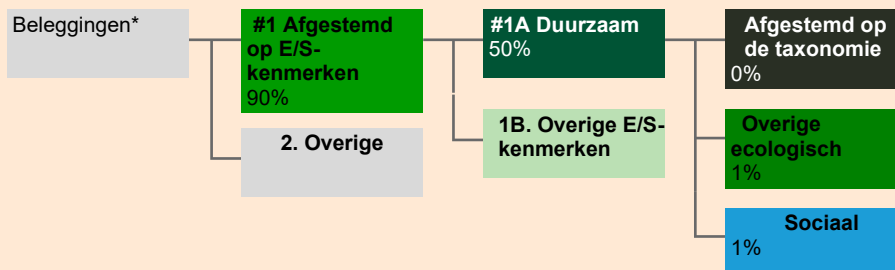 Beleggingen*
#1 Afgestemd
op E/S-
kenmerken
90%
2. Overige
#1A Duurzaam
50%
1B. Overige E/S-
kenmerken
Afgestemd op
de taxonomie
0%
Overige
ecologisch
1%
Sociaal
1%